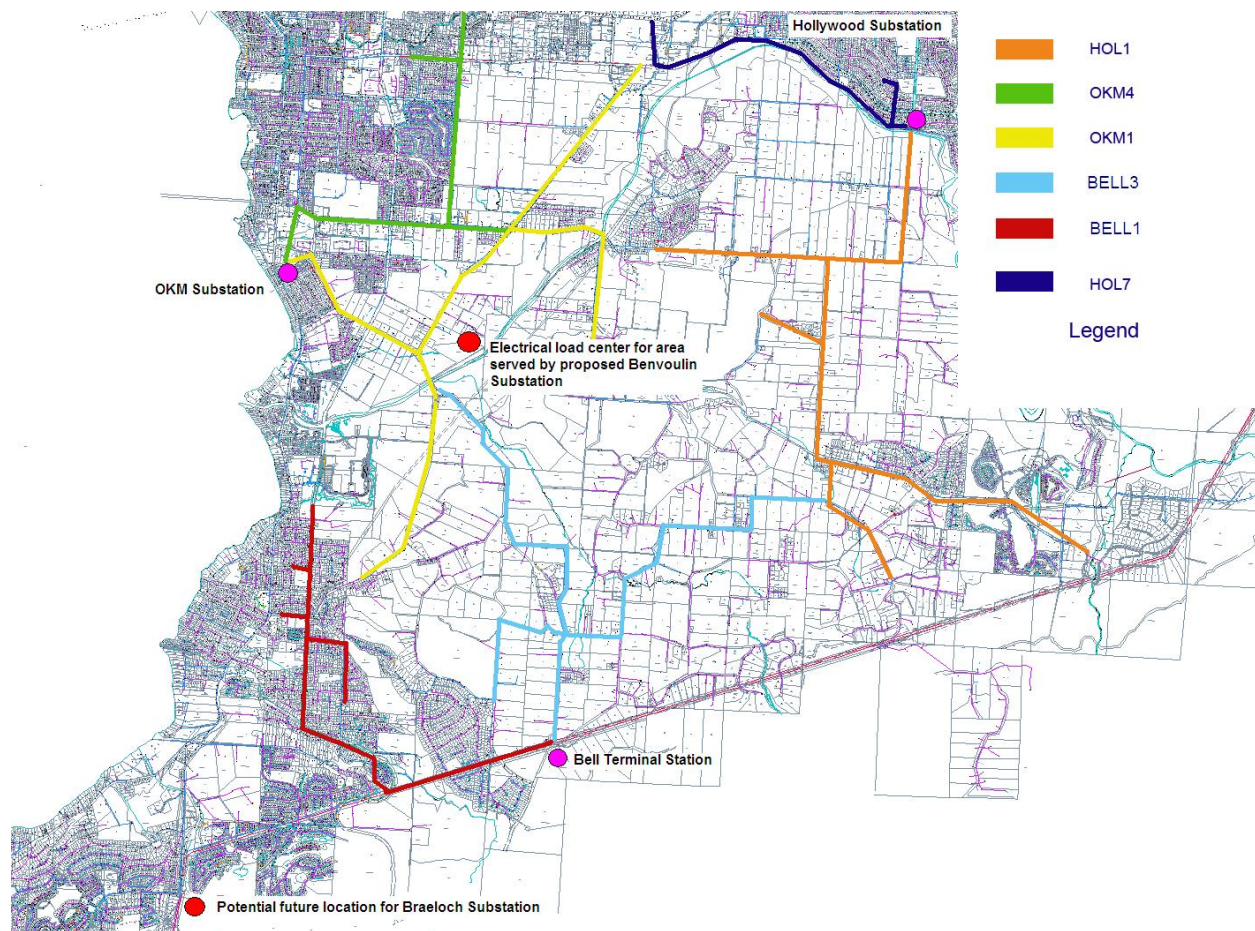 Hollywood Substation
HOL1
OKM4
OKM1
BELL3
BELL1
HOL7
Legend
OKM Substation
Electrical load center for area
served by proposed Benvoulin
Substation
Bell Terminal Station
Potential future location for Braeloch Substation